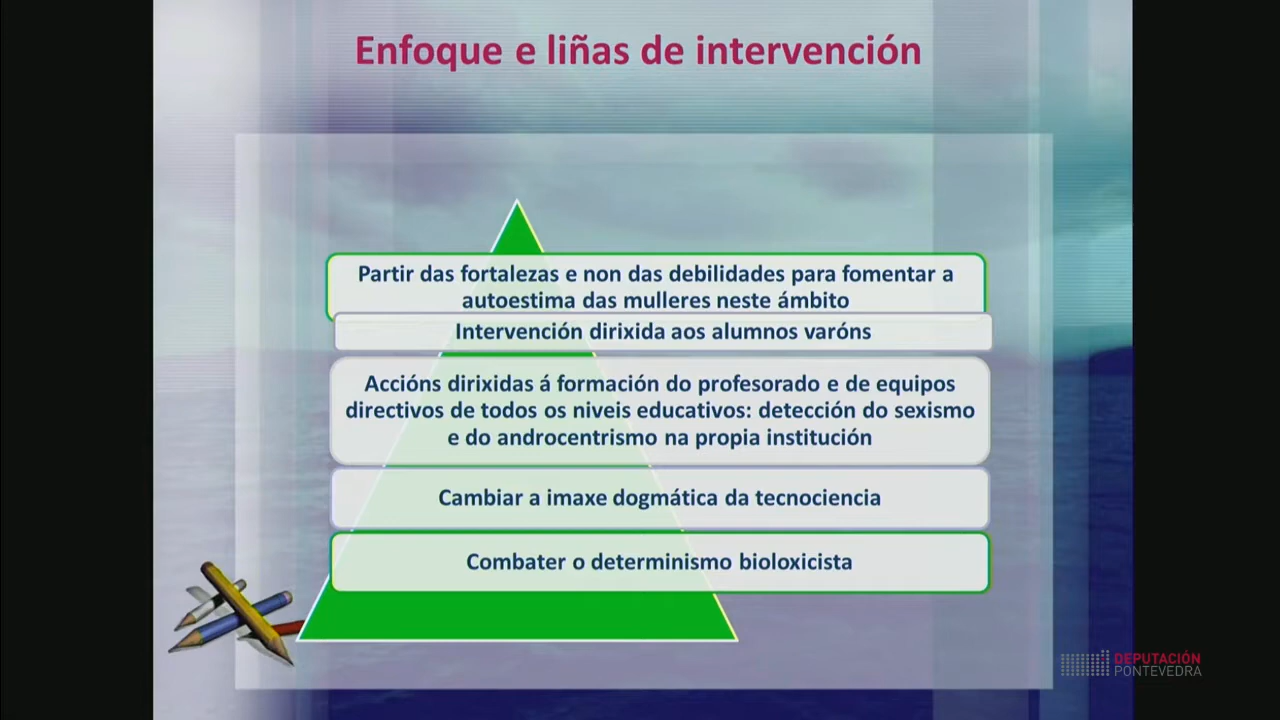 Enfoque e liñas de intervención
Partir das fortalezas e non das debilidades para fomentar a
autoestima das mulleres neste ámbito
Intervención dirixida aos alumnos varóns
Accións dirixidas á formación do profesorado e de equipos
directivos de todos os niveis educativos: detección do sexismo
e do androcentrismo na propia institución
Cambiar a imaxe dogmática da tecnociencia
Combater o determinismo bioloxicista
DEPUTACIÓN
PONTEVEDRA